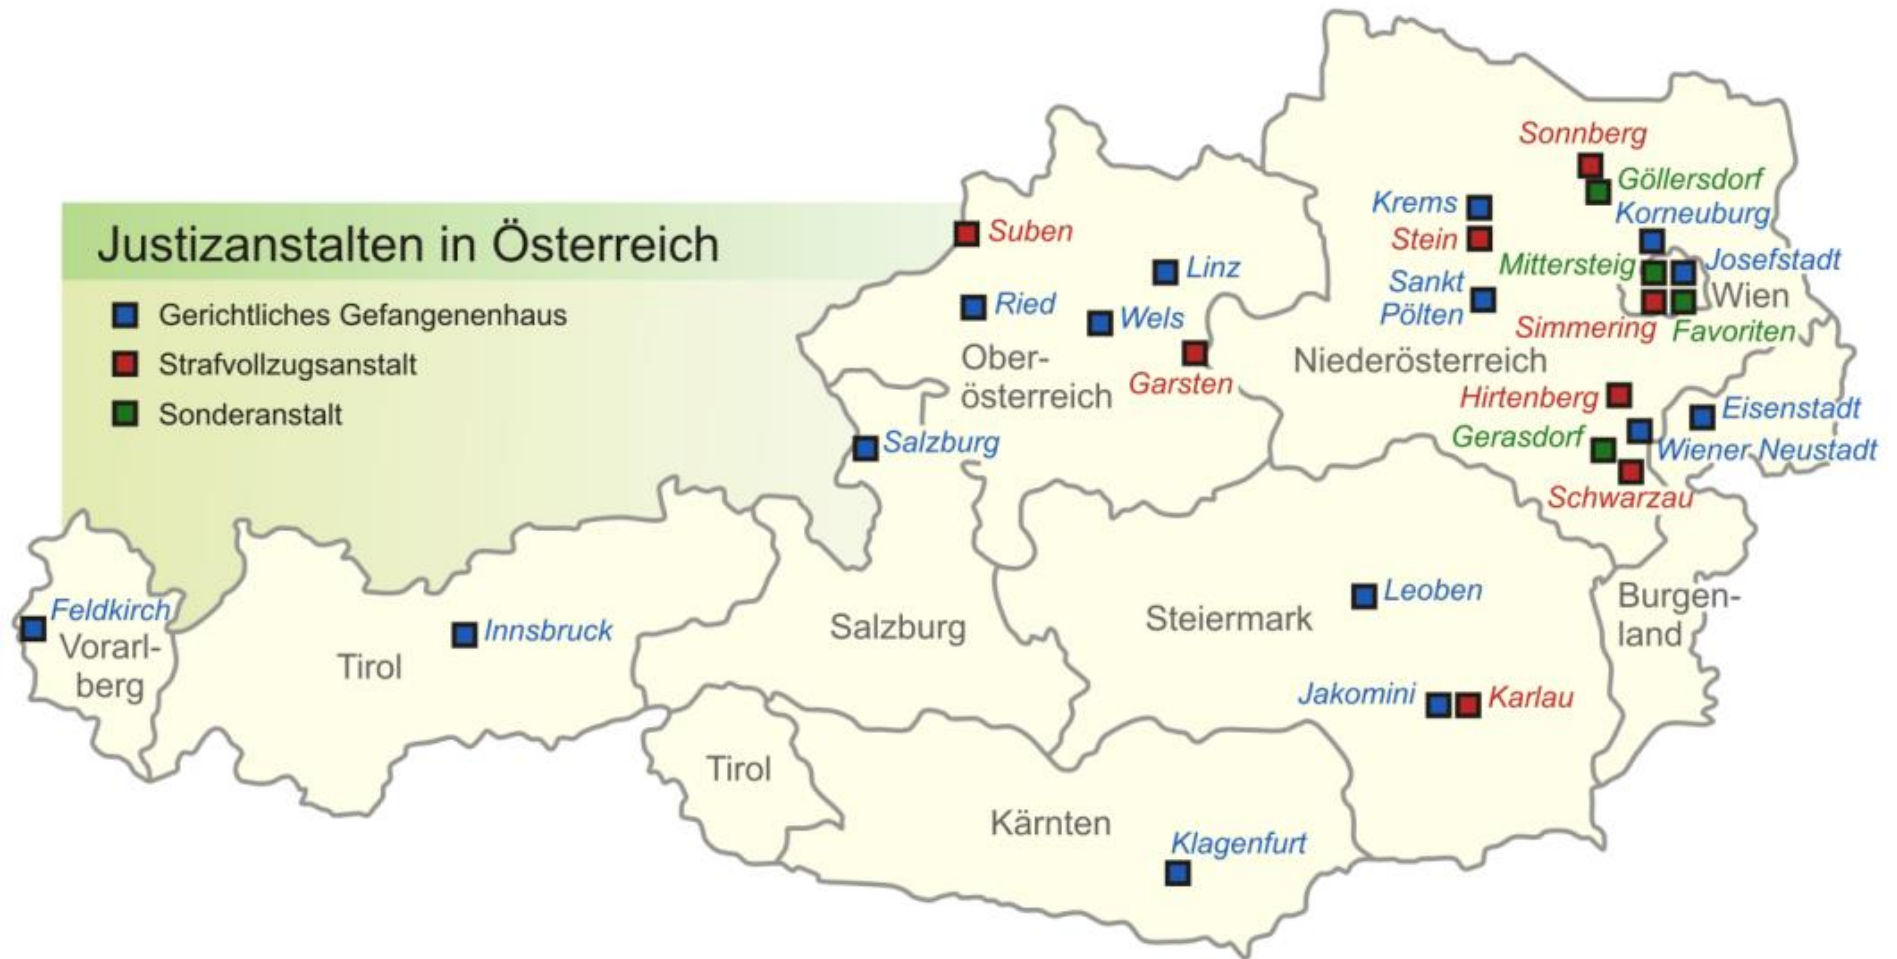 Justizanstalten in Österreich
Gerichtliches Gefangenenhaus
Strafvollzugsanstalt
Sonderanstalt
Sonnberg
Göllersdorf
Korneuburg
Krems
Stein
Sankt
Pölten
Mittersteig
Josefstadt
Wien
Simmering
Favoriten
Niederösterreich
Suben
Linz
Ried
Wels
Ober-
österreich
Garsten
Hirtenberg
Eisenstadt
Gerasdorf
Wiener Neustadt
Schwarzau
Salzburg
Feldkirch
Vorarl-
berg
Innsbruck
Tirol
Salzburg
Leoben
Steiermark
Burgen-
land
Jakomini
Karlau
Tirol
Kärnten
Klagenfurt